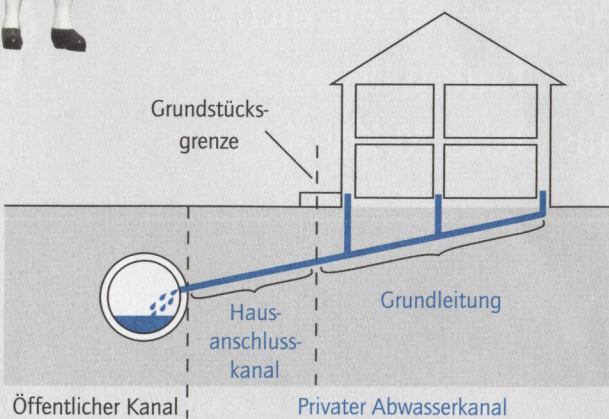 Grundstücks-
grenze
Haus-
anschluss-
kanal
Grundleitung
Öffentlicher Kanal
Privater Abwasserkanal